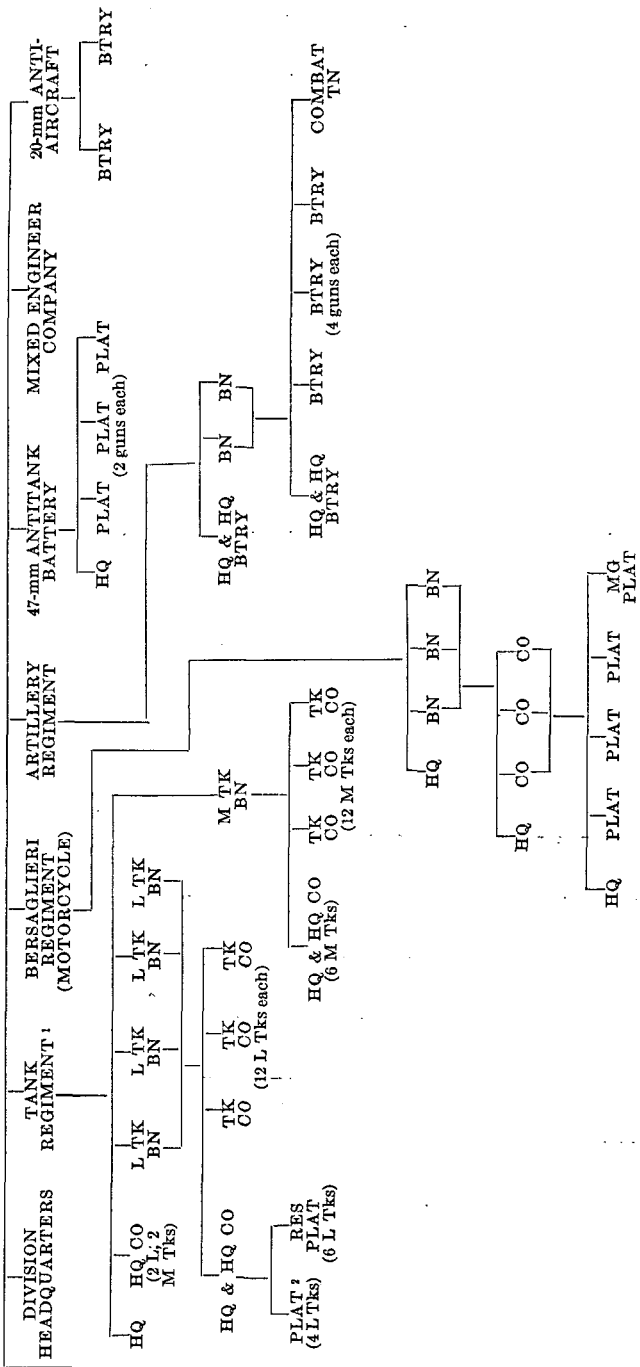 DIVISION
HEADQUARTERS
TANK
REGIMENT ¹
BERSAGLIERI
REGIMENT
(MOTORCYCLE)
ARTILLERY
REGIMENT
47-mm ANTITANK
BATTERY
MIXED ENGINEER
COMPANY
20-mm ANTI-
AIRCRAFT
HQ
PLAT
PLAT
PLAT
(2 guns each)
BTRY
BTRY
HQ
HQ CO
(2 L; 2
M Tks)
L TK
BN
L TK
BN
L TK
BN
L TK
BN
M TK
BN
HQ & HQ
BTRY
BN
BN
HQ & HQ CO
TK
CO
TK
CO
TK
CO
(12 L Tks each)
PLAT ²
(4 L Tks)
RES
PLAT
(6 L Tks)
HQ & HQ CO
(6 M Tks)
TK
CO
TK
CO
TK
CO
(12 M Tks each)
HQ & HQ
BTRY
BTRY
BTRY
BTRY
(4 guns each)
COMBAT
TN
HQ
BN
BN
BN
HQ
CO
CO
CO
HQ
PLAT
PLAT
PLAT
MG
PLAT